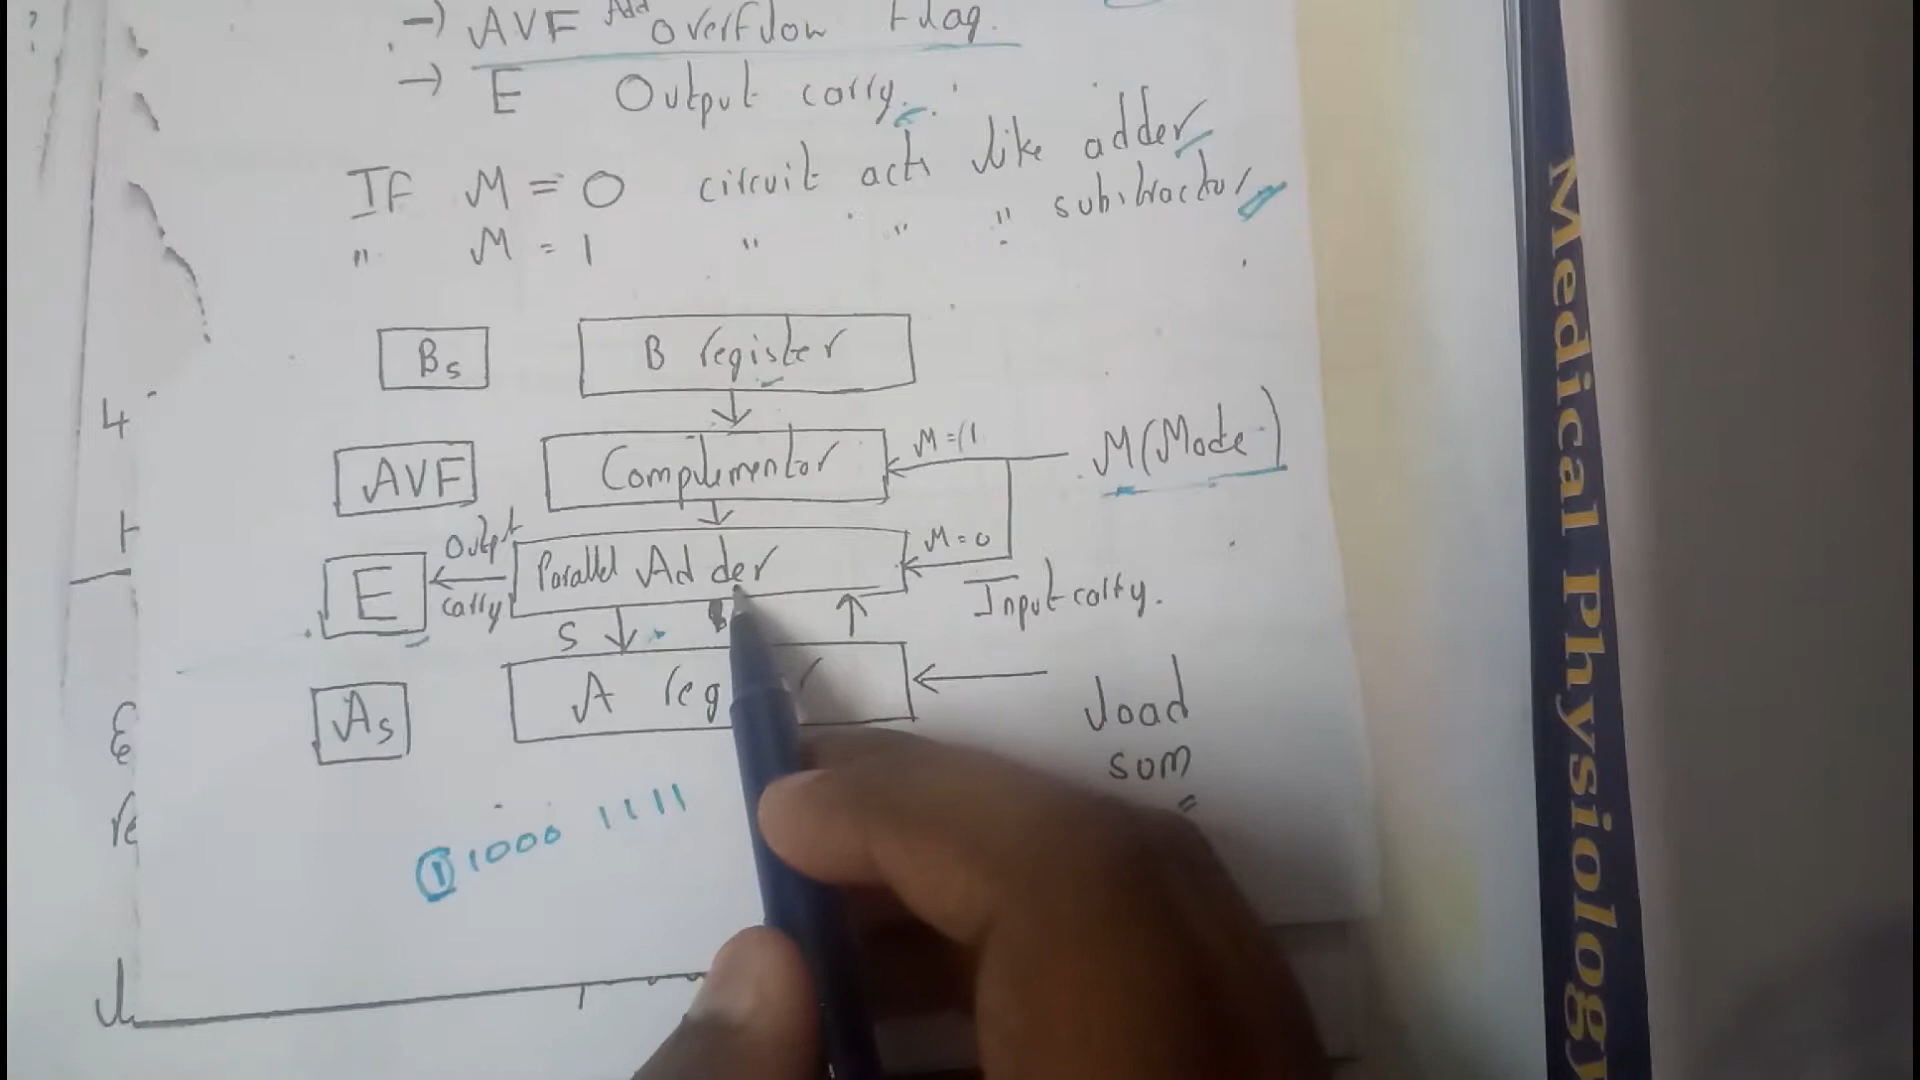 → AVF Add Overflow Flag.
→ E Output carry.
If M = 0 circuit acts like adder
" M = 1 " " " subtractor
Bs
B register
M=1
M (Mode)
AVF
Complementor
Output
M=0
E
Parallel Adder
carry
Input carry.
S
As
A reg
load
sum
① 1000 1111
Medical Physiology
4